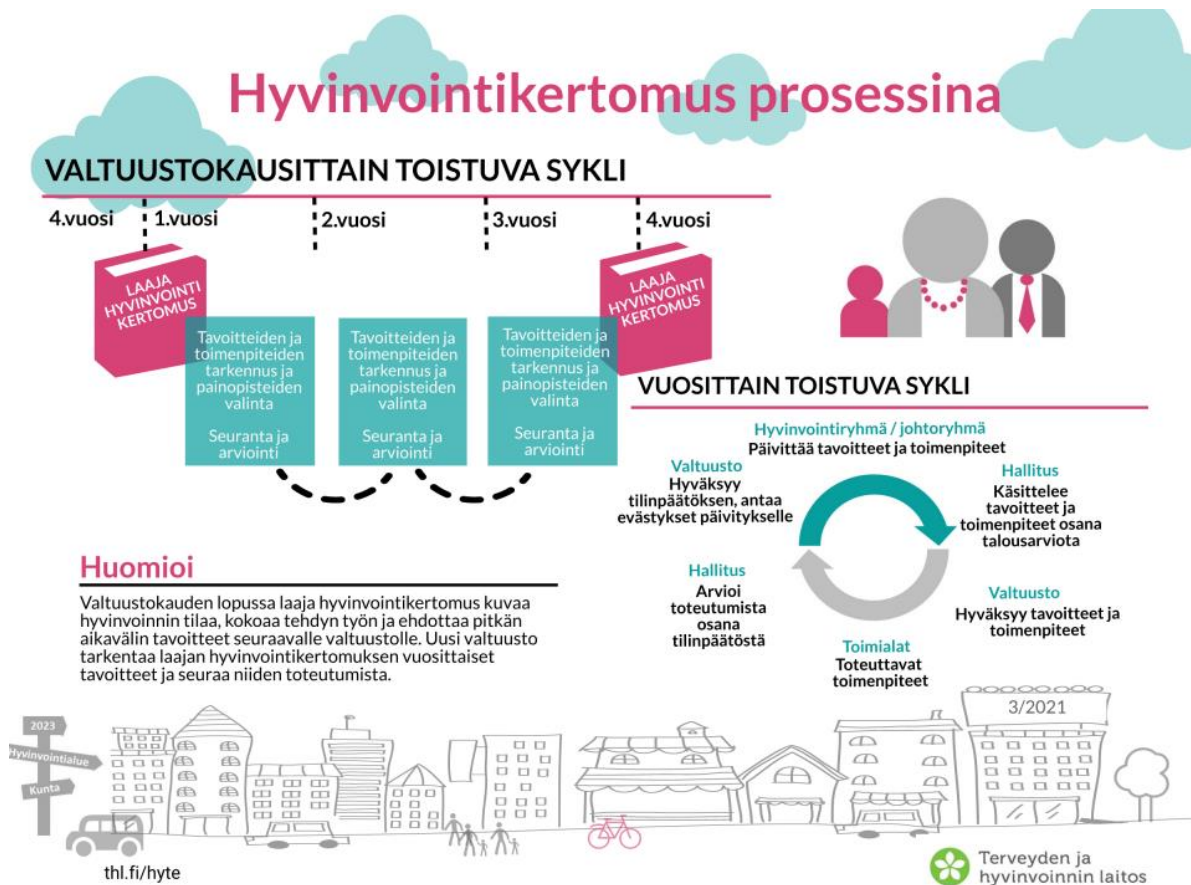 Hyvinvointikertomus prosessina
VALTUUSTOKAUSITTAIN TOISTUVA SYKLI
4.vuosi
1.vuosi
2.vuosi
3.vuosi
4.vuosi
LAAJA
HYVINVOINTI
KERTOMUS
Tavoitteiden ja
toimenpiteiden
tarkennus ja
painopisteiden
valinta
Seuranta ja
arviointi
Tavoitteiden ja
toimenpiteiden
tarkennus ja
painopisteiden
valinta
Seuranta ja
arviointi
Tavoitteiden ja
toimenpiteiden
tarkennus ja
painopisteiden
valinta
Seuranta ja
arviointi
LAAJA
HYVINVOINTI
KERTOMUS
VUOSITTAIN TOISTUVA SYKLI
Hyvinvointiryhmä / johtoryhmä
Päivittää tavoitteet ja toimenpiteet
Hallitus
Käsittelee
tavoitteet ja
toimenpiteet osana
talousarviota
Valtuusto
Hyväksyy tavoitteet ja
toimenpiteet
Toimialat
Toteuttavat
toimenpiteet
Hallitus
Arvioi
toteutumista
osana
tilinpäätöstä
Valtuusto
Hyväksyy
tilinpäätöksen, antaa
evästykset päivitykselle
Huomioi
Valtuustokauden lopussa laaja hyvinvointikertomus kuvaa
hyvinvoinnin tilaa, kokoaa tehdyn työn ja ehdottaa pitkän
aikavälin tavoitteet seuraavalle valtuustolle. Uusi valtuusto
tarkentaa laajan hyvinvointikertomuksen vuosittaiset
tavoitteet ja seuraa niiden toteutumista.
2023
Hyvinvointialue
Kunta
3/2021
thl.fi/hyte
Terveyden ja
hyvinvoinnin laitos